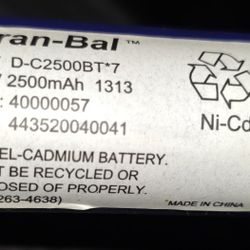 ran-Bal ™
D-C2500BT*7
2500mAh 1313
: 40000057
443520040041
Ni-Cd
EL-CADMIUM BATTERY.
T BE RECYCLED OR
OSED OF PROPERLY.
263-4638)
MADE IN CHINA